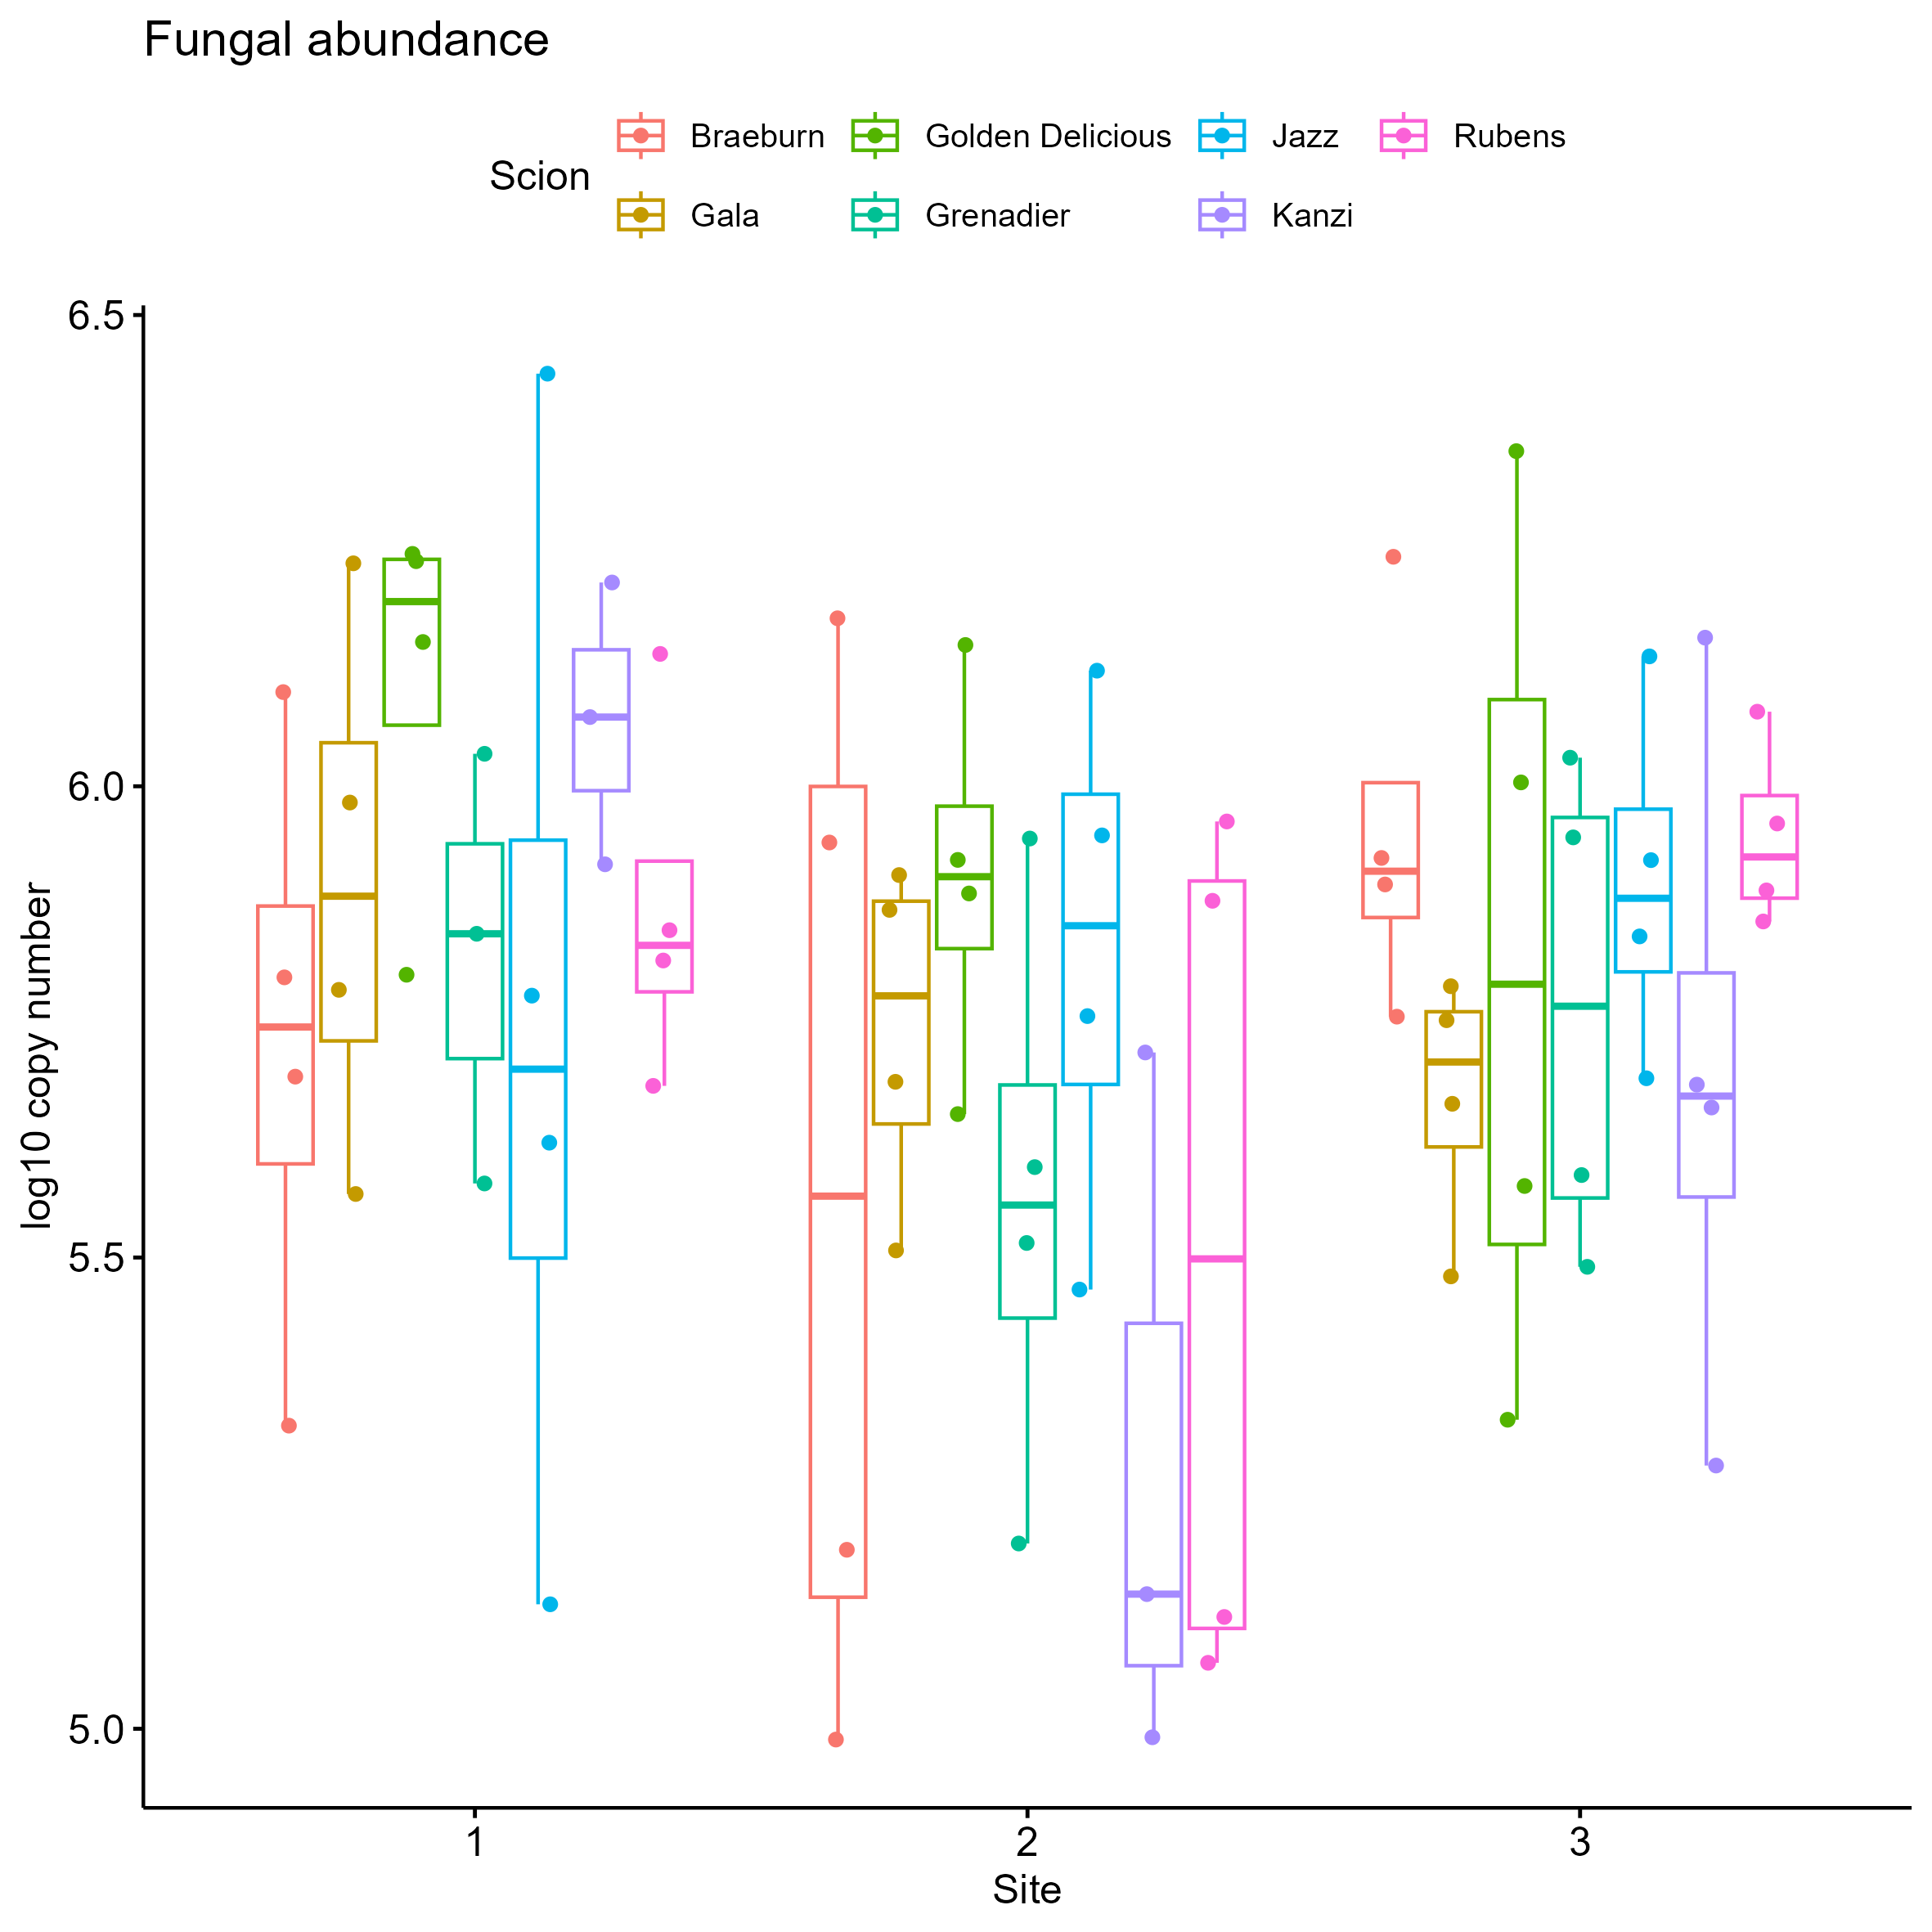 Fungal abundance
Scion
Braeburn Golden Delicious Jazz Rubens
Gala Grenadier Kanzi
6.5
6.0
5.5
5.0
log10 copy number
1 2 3
Site